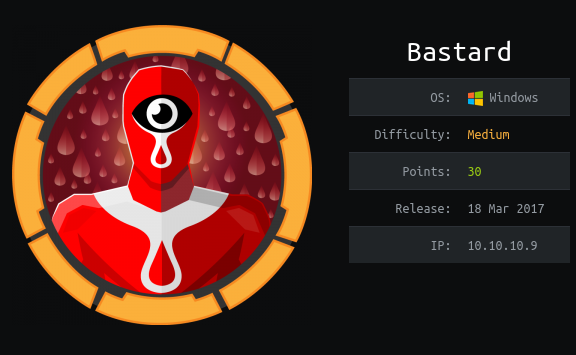 Bastard
OS: Windows
Difficulty: Medium
Points: 30
Release: 18 Mar 2017
IP: 10.10.10.9